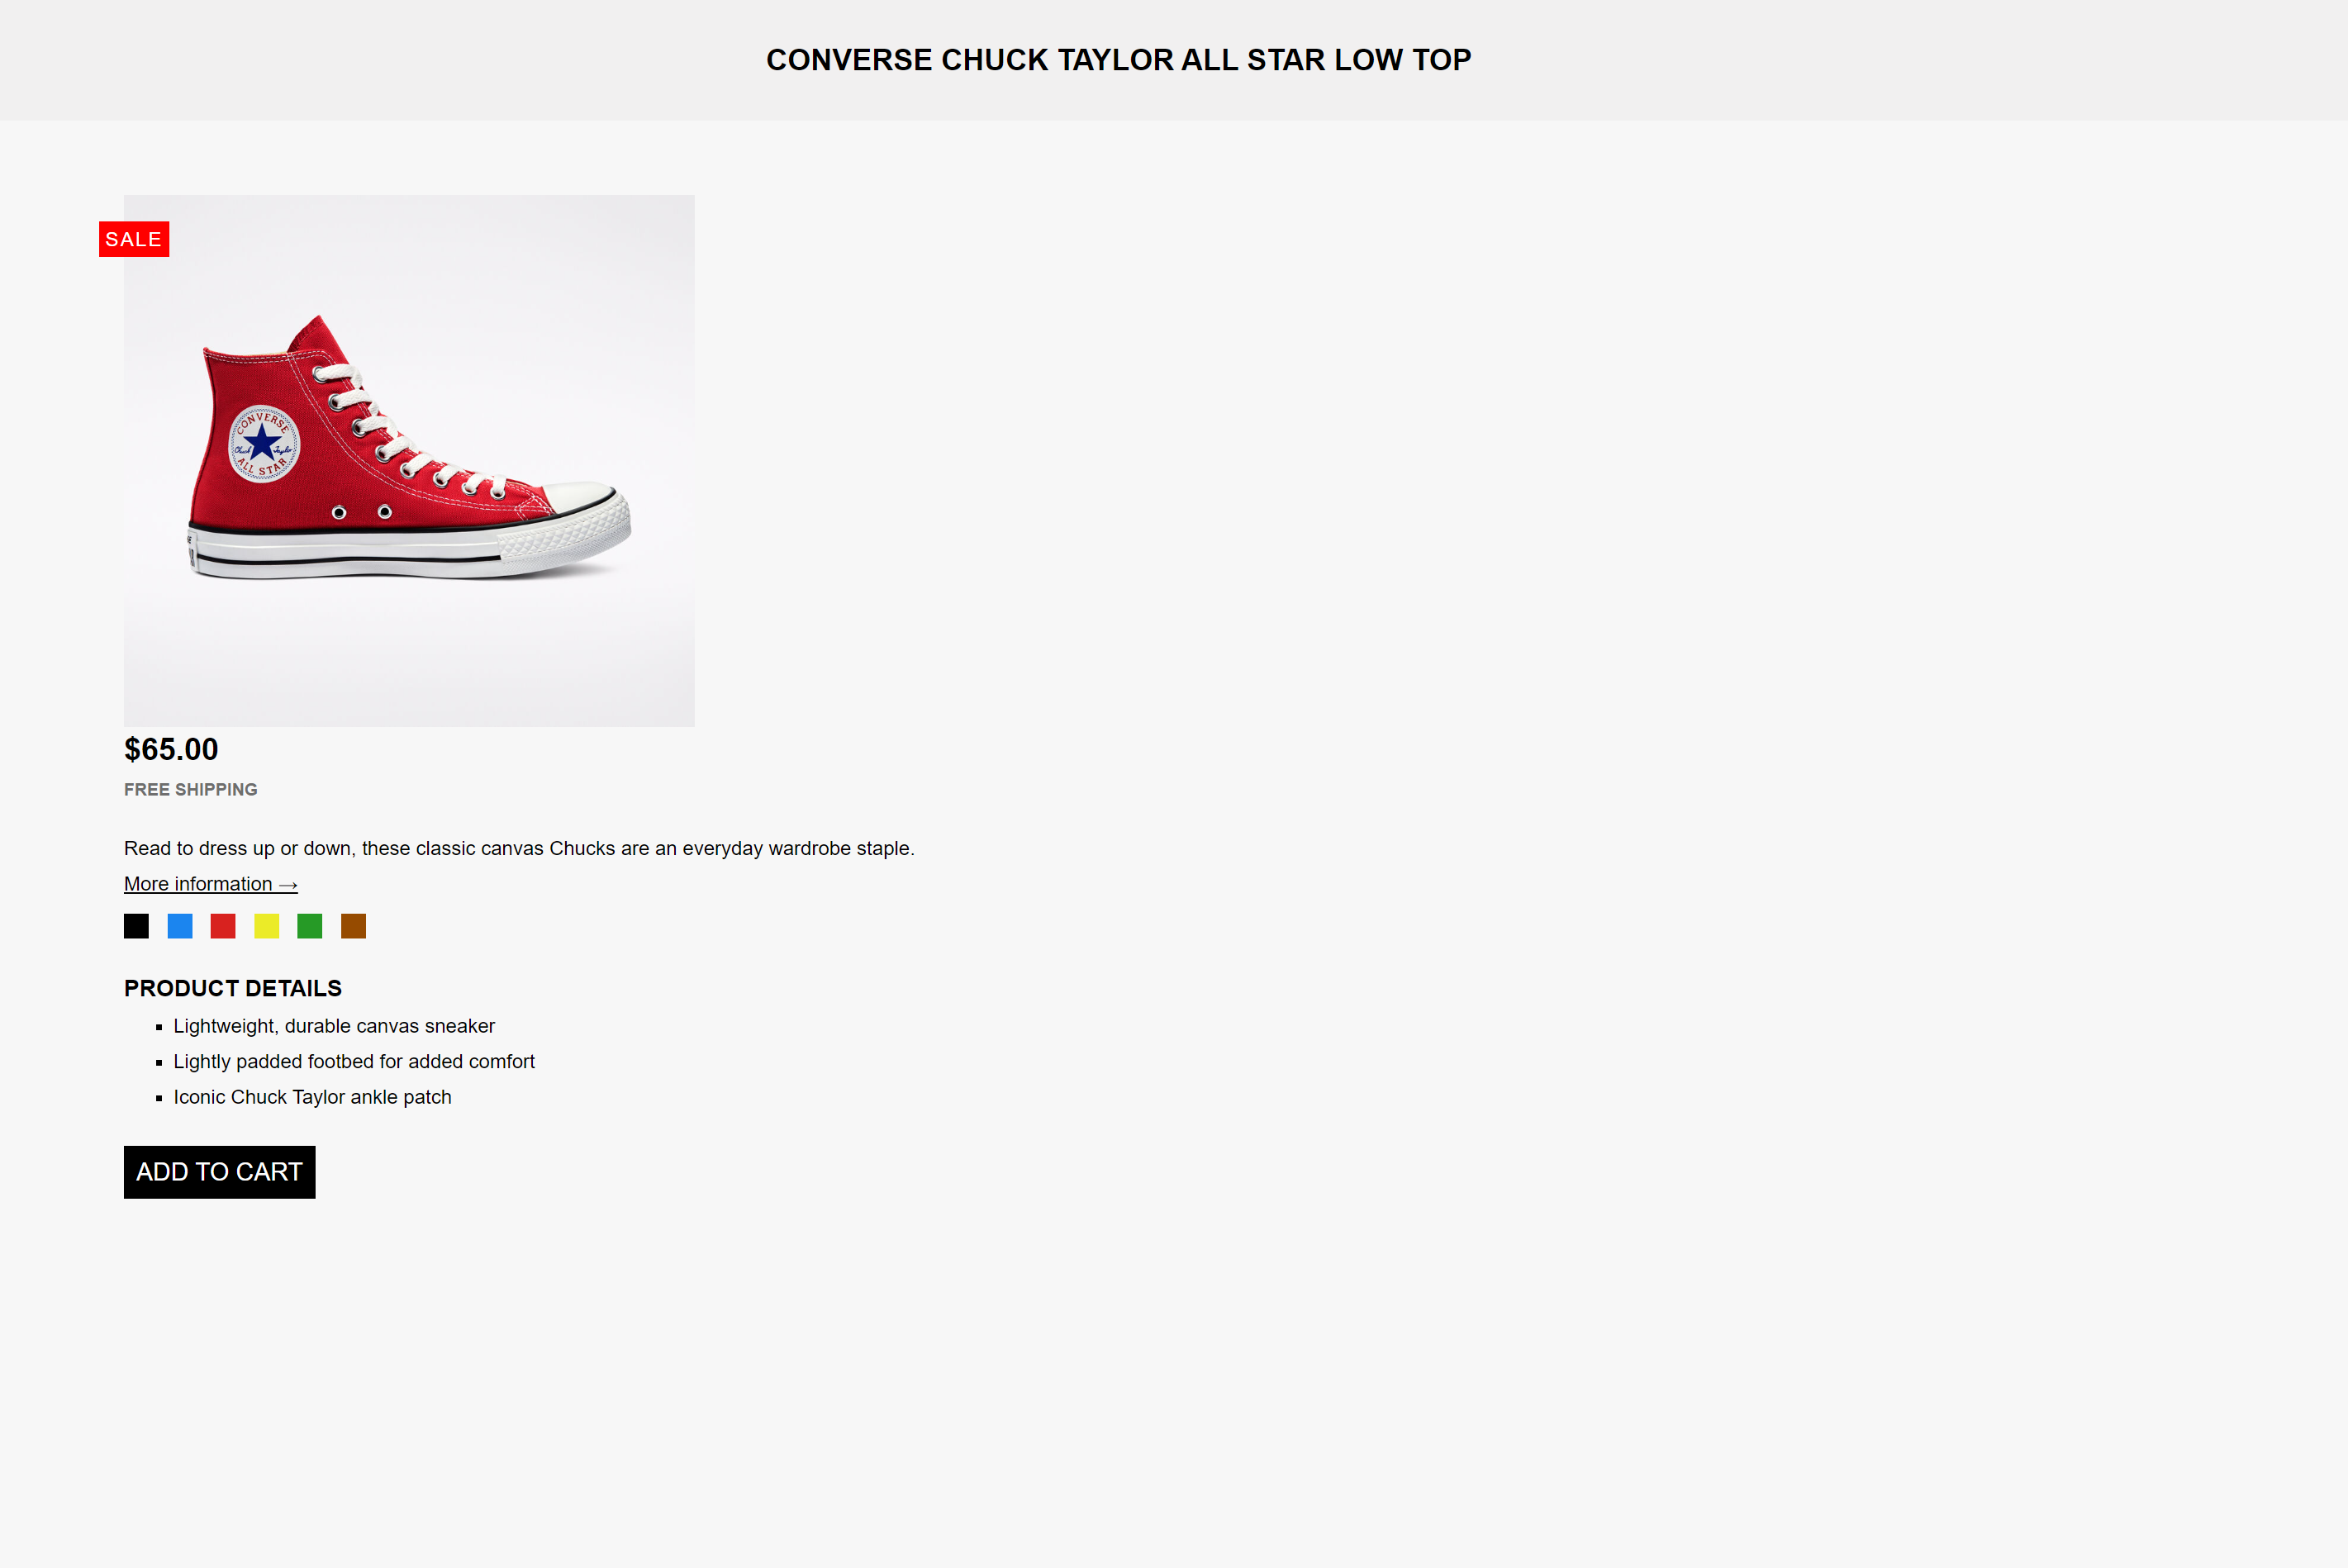 CONVERSE CHUCK TAYLOR ALL STAR LOW TOP
SALE
CONVERSE
Chuck Taylor
ALL STAR
$65.00
FREE SHIPPING
Read to dress up or down, these classic canvas Chucks are an everyday wardrobe staple.
More information →
PRODUCT DETAILS
▪ Lightweight, durable canvas sneaker
▪ Lightly padded footbed for added comfort
▪ Iconic Chuck Taylor ankle patch
ADD TO CART